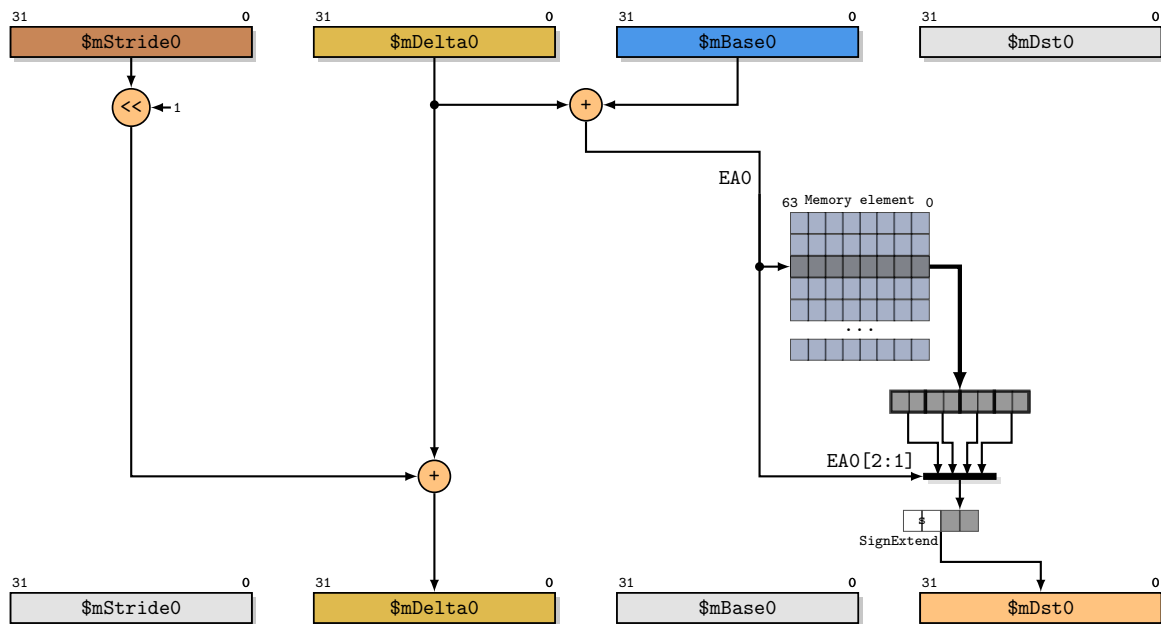 31 0 31 0 31 0 31 0
$mStride0 $mDelta0 $mBase0 $mDst0
<< 1 +
EA0
63 Memory element 0
...
EA0[2:1]
+
s
SignExtend
31 0 31 0 31 0 31 0
$mStride0 $mDelta0 $mBase0 $mDst0